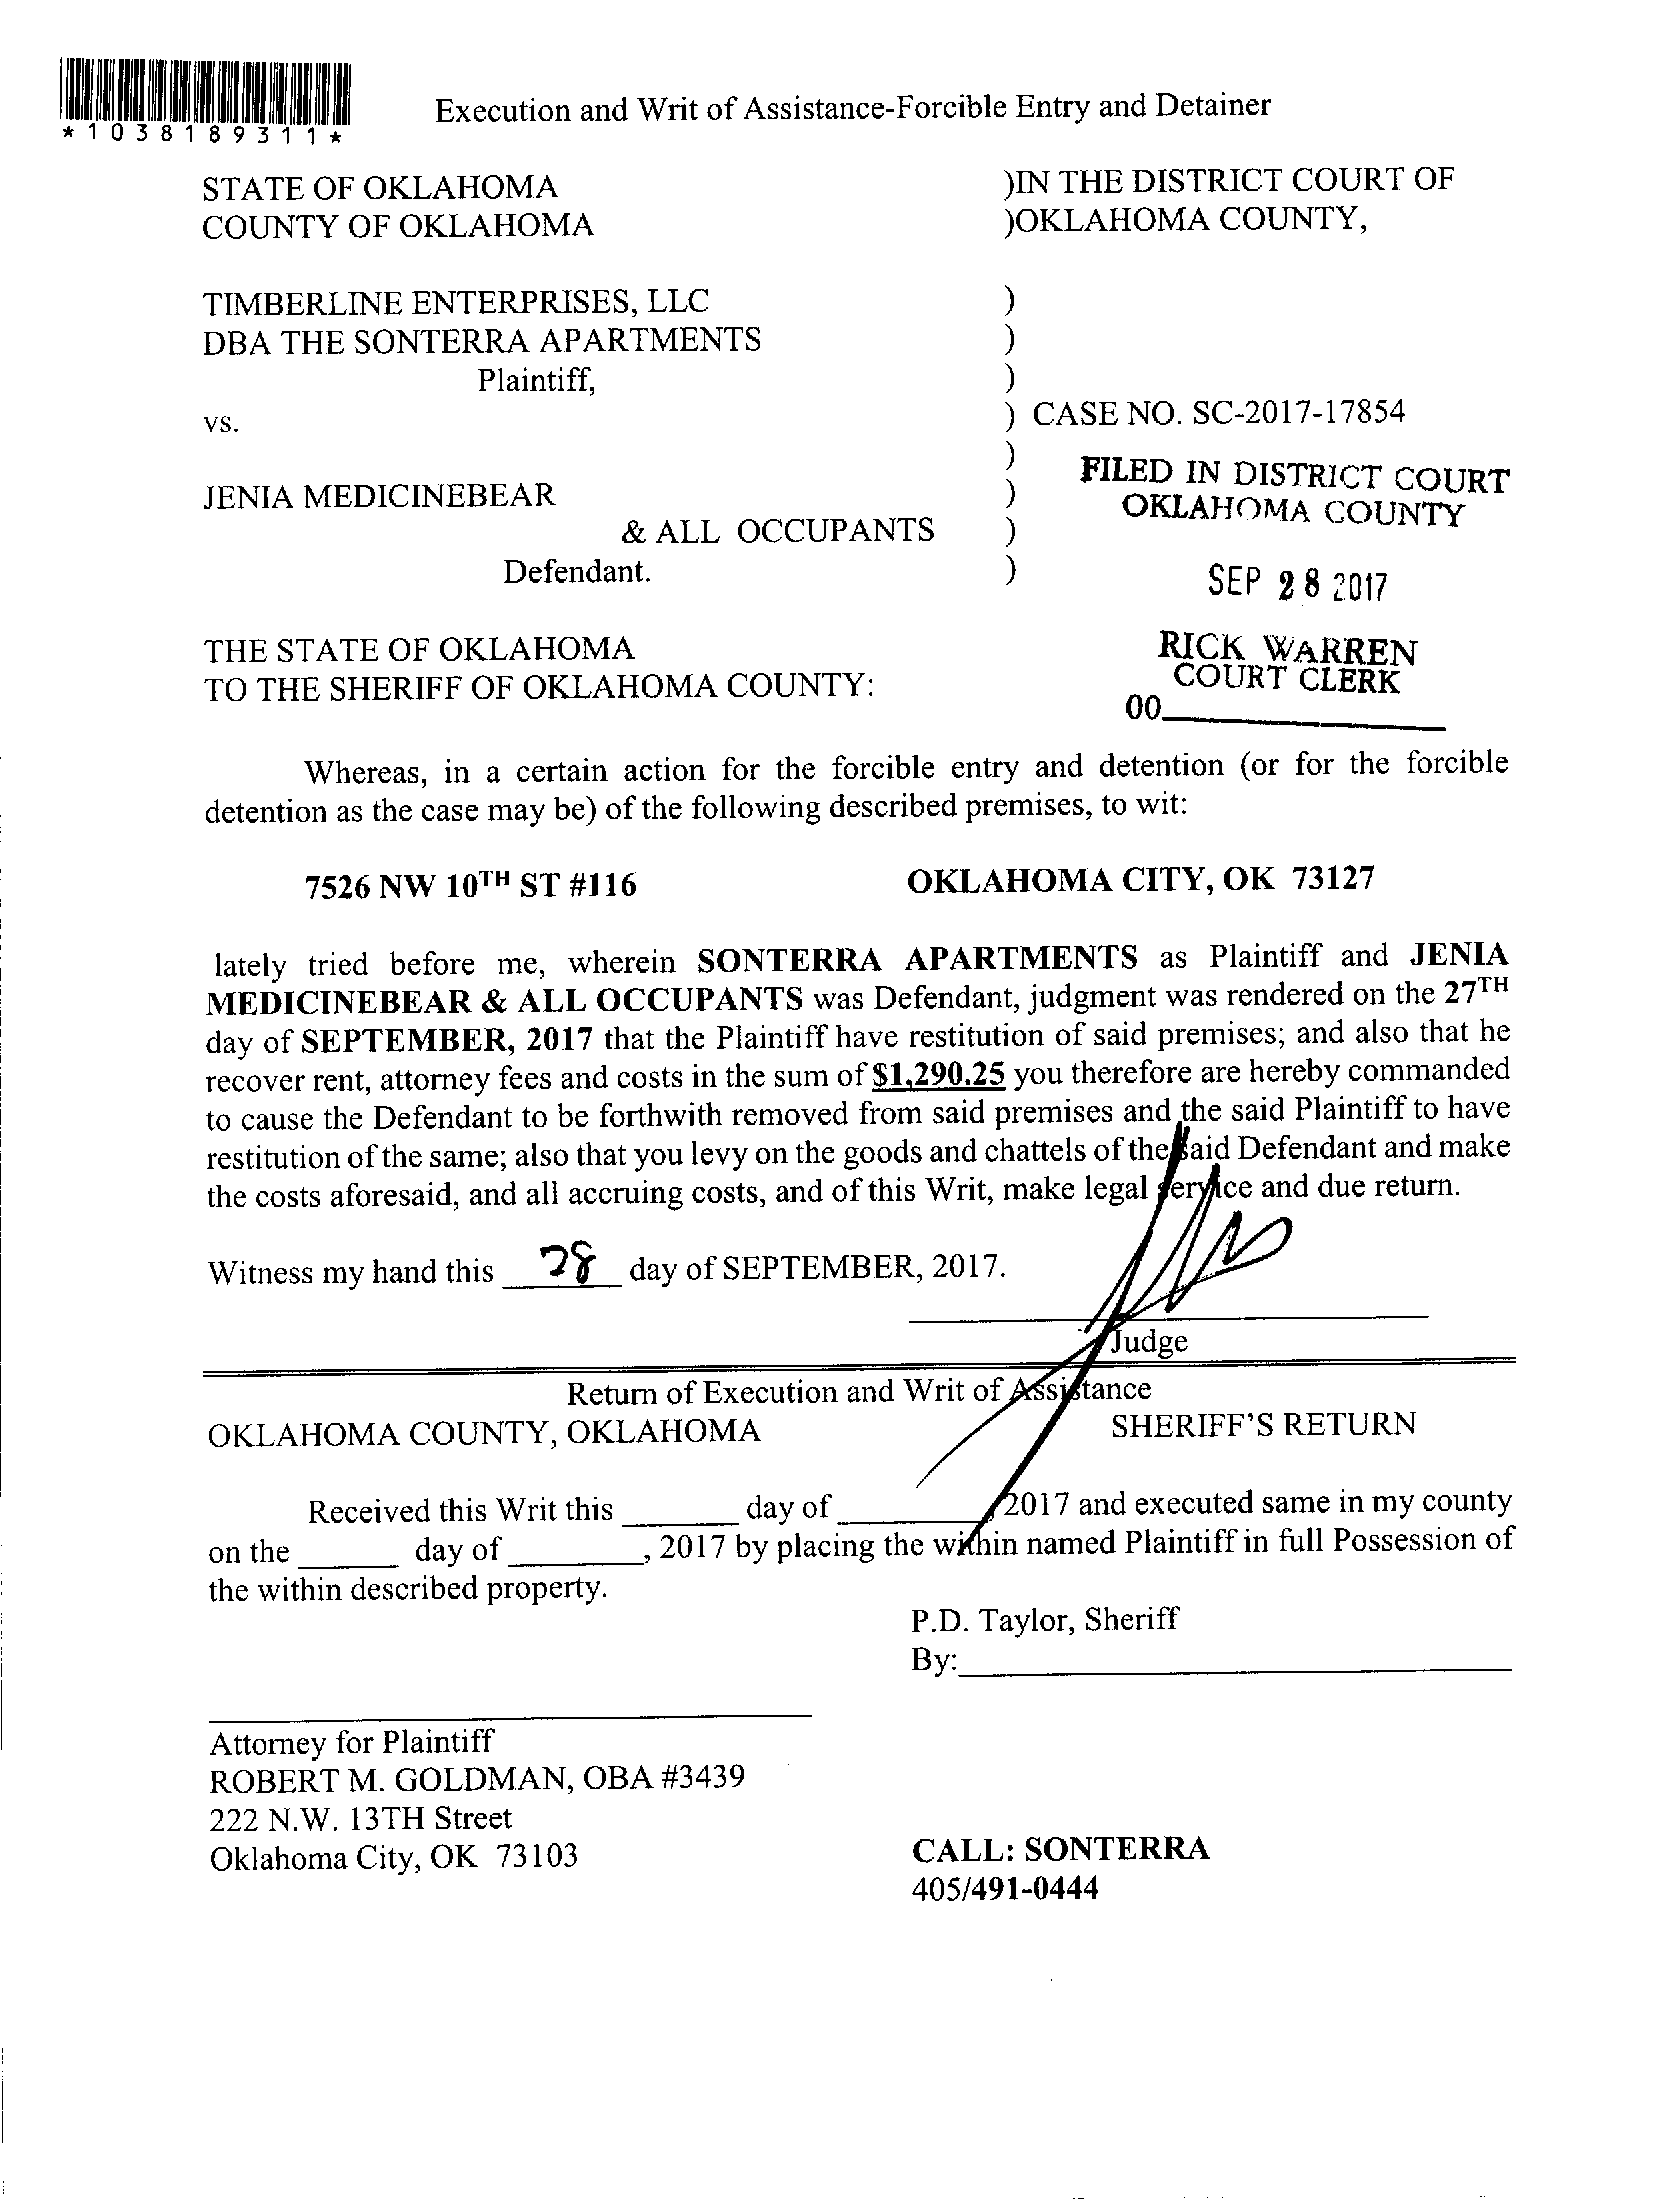 *1038189311*
Execution and Writ of Assistance-Forcible Entry and Detainer
STATE OF OKLAHOMA )IN THE DISTRICT COURT OF
COUNTY OF OKLAHOMA )OKLAHOMA COUNTY,
TIMBERLINE ENTERPRISES, LLC )
DBA THE SONTERRA APARTMENTS )
Plaintiff, )
vs. ) CASE NO. SC-2017-17854
)
JENIA MEDICINEBEAR )
& ALL OCCUPANTS )
Defendant. )
FILED IN DISTRICT COURT
OKLAHOMA COUNTY
SEP 28 2017
RICK WARREN
COURT CLERK
00
THE STATE OF OKLAHOMA
TO THE SHERIFF OF OKLAHOMA COUNTY:
Whereas, in a certain action for the forcible entry and detention (or for the forcible
detention as the case may be) of the following described premises, to wit:
7526 NW 10TH ST #116 OKLAHOMA CITY, OK 73127
lately tried before me, wherein SONTERRA APARTMENTS as Plaintiff and JENIA
MEDICINEBEAR & ALL OCCUPANTS was Defendant, judgment was rendered on the 27TH
day of SEPTEMBER, 2017 that the Plaintiff have restitution of said premises; and also that he
recover rent, attorney fees and costs in the sum of $1,290.25 you therefore are hereby commanded
to cause the Defendant to be forthwith removed from said premises and the said Plaintiff to have
restitution of the same; also that you levy on the goods and chattels of the said Defendant and make
the costs aforesaid, and all accruing costs, and of this Writ, make legal service and due return.
Witness my hand this 28 day of SEPTEMBER, 2017.
Judge
Return of Execution and Writ of Assistance
OKLAHOMA COUNTY, OKLAHOMA SHERIFF'S RETURN
Received this Writ this ______ day of ________, 2017 and executed same in my county
on the ______ day of ________, 2017 by placing the within named Plaintiff in full Possession of
the within described property.
P.D. Taylor, Sheriff
By:
Attorney for Plaintiff
ROBERT M. GOLDMAN, OBA #3439
222 N.W. 13TH Street
Oklahoma City, OK 73103
CALL: SONTERRA
405/491-0444